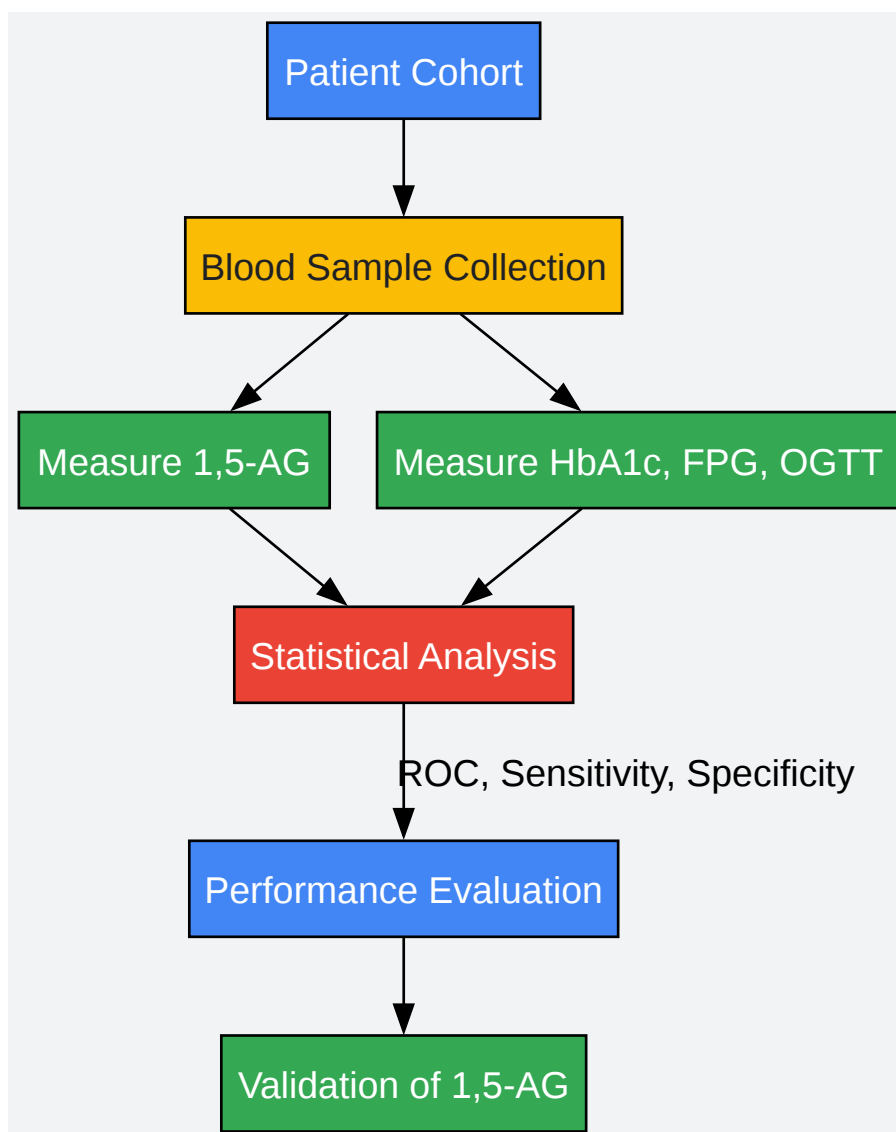 Patient Cohort
Blood Sample Collection
Measure 1,5-AG
Measure HbA1c, FPG, OGTT
Statistical Analysis
ROC, Sensitivity, Specificity
Performance Evaluation
Validation of 1,5-AG